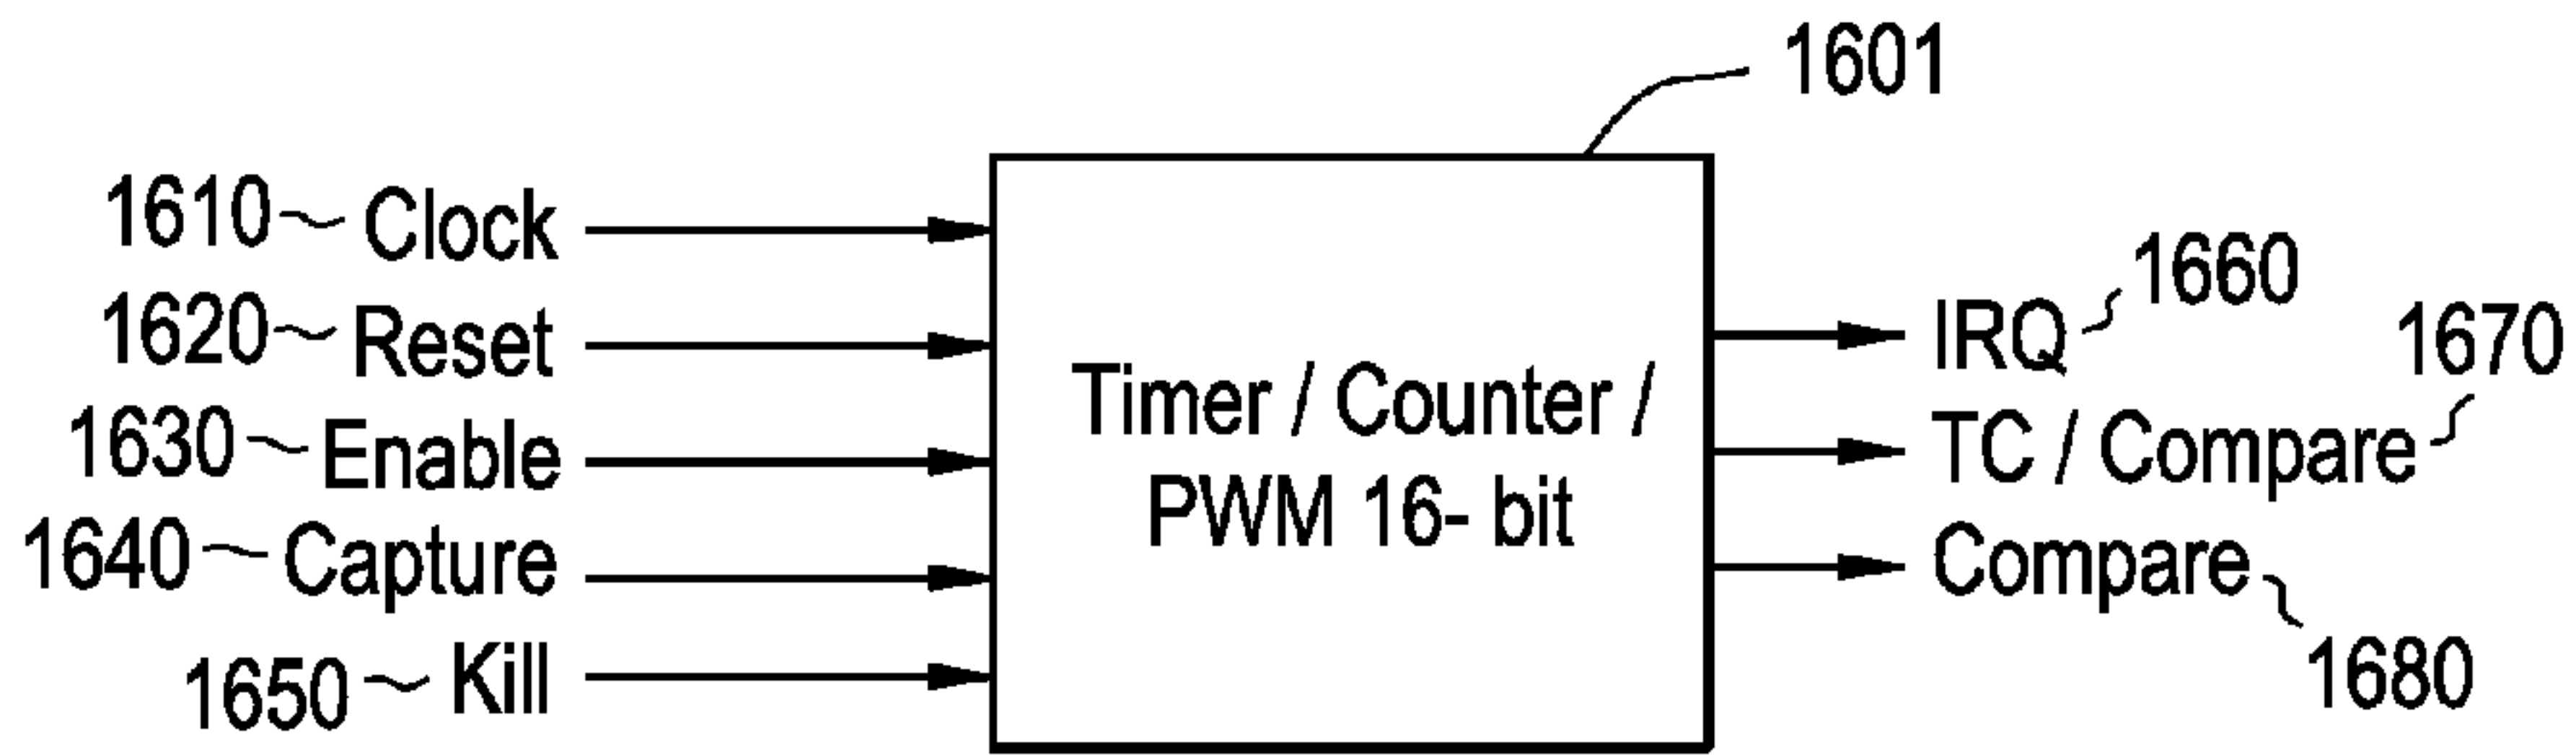 1601
1610 Clock
1620 Reset
1630 Enable
1640 Capture
1650 Kill
Timer / Counter /
PWM 16- bit
IRQ 1660
TC / Compare 1670
Compare 1680